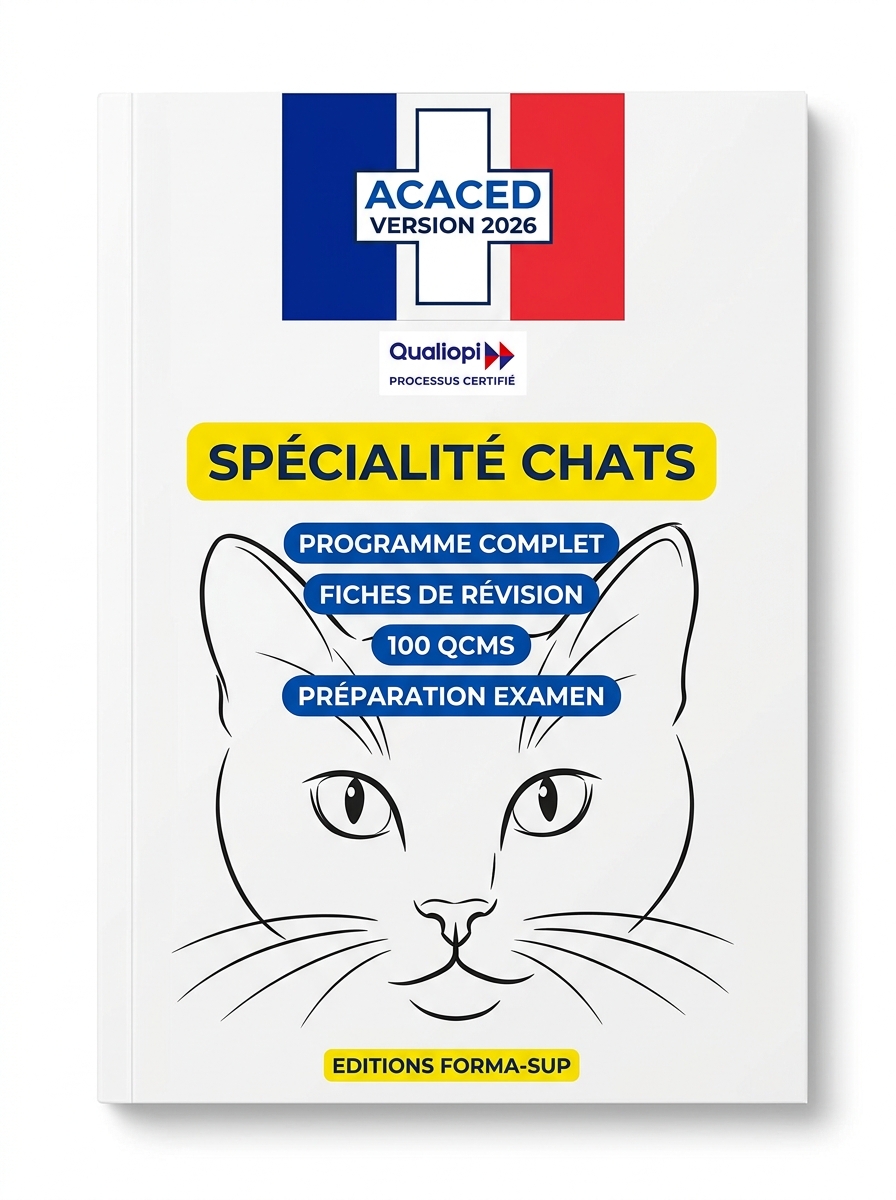 ACACED
VERSION 2026
Qualiopi
PROCESSUS CERTIFIÉ
SPÉCIALITÉ CHATS
PROGRAMME COMPLET
FICHES DE RÉVISION
100 QCMS
PRÉPARATION EXAMEN
EDITIONS FORMA-SUP